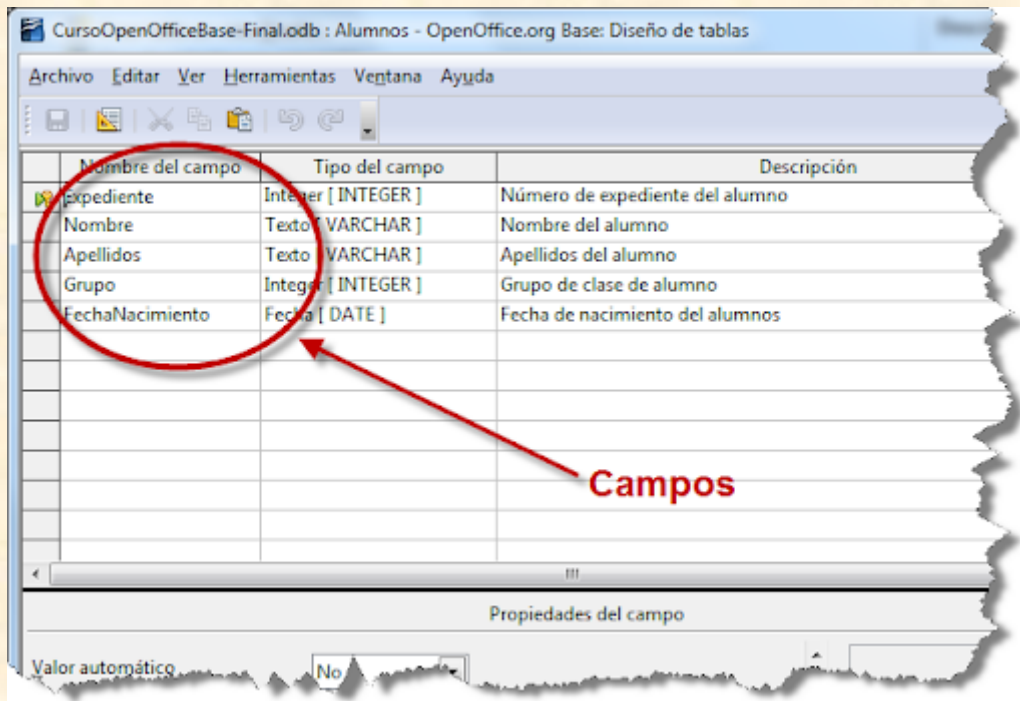 CursoOpenOfficeBase-Final.odb : Alumnos - OpenOffice.org Base: Diseño de tablas
Archivo Editar Ver Herramientas Ventana Ayuda
Nombre del campo Tipo del campo Descripción
Expediente Integer [ INTEGER ] Número de expediente del alumno
Nombre Texto [ VARCHAR ] Nombre del alumno
Apellidos Texto [ VARCHAR ] Apellidos del alumno
Grupo Integer [ INTEGER ] Grupo de clase de alumno
FechaNacimiento Fecha [ DATE ] Fecha de nacimiento del alumnos
Campos
Propiedades del campo
Valor automático No